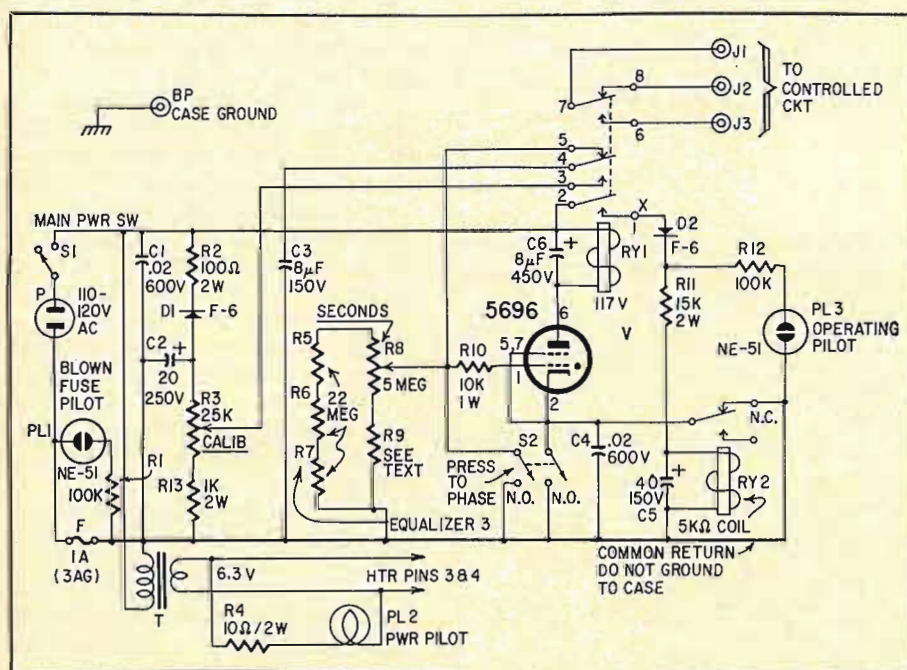 BP
CASE GROUND
J1
J2
J3
TO
CONTROLLED
CKT
8
7
6
5
4
3
2
X
1
MAIN PWR SW
S1
P
110-
120V
AC
C1
.02
600V
R2
100Ω
2W
D1
F-6
C2
+
20
250V
R3
25K
CALIB
R13
1K
2W
BLOWN
FUSE
PILOT
PL1
NE-51
R1
100K
F
1A
(3AG)
C3
8µF
150V
SECONDS
R5
R6
R7
22
MEG
R8
5 MEG
R9
SEE
TEXT
EQUALIZER 3
R10
10K
1W
C6
+
8µF
450V
RY1
117V
V
5696
6
5,7
1
2
D2
F-6
R11
15K
2W
R12
100K
PL3
OPERATING
PILOT
NE-51
N.C.
S2
PRESS
TO
PHASE
N.O.
N.O.
C4
.02
600V
+
40
150V
C5
RY2
5KΩ COIL
COMMON RETURN
DO NOT GROUND
TO CASE
T
6.3V
HTR PINS 3&4
R4
10Ω/2W
PL2
PWR PILOT